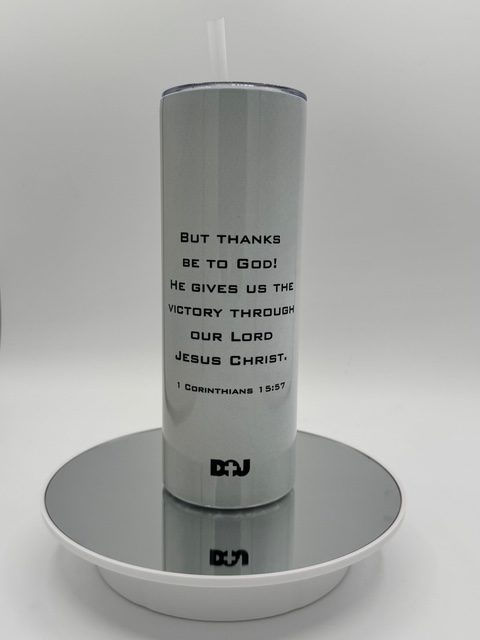 But thanks
be to God!
He gives us the
victory through
our Lord
Jesus Christ.
1 Corinthians 15:57